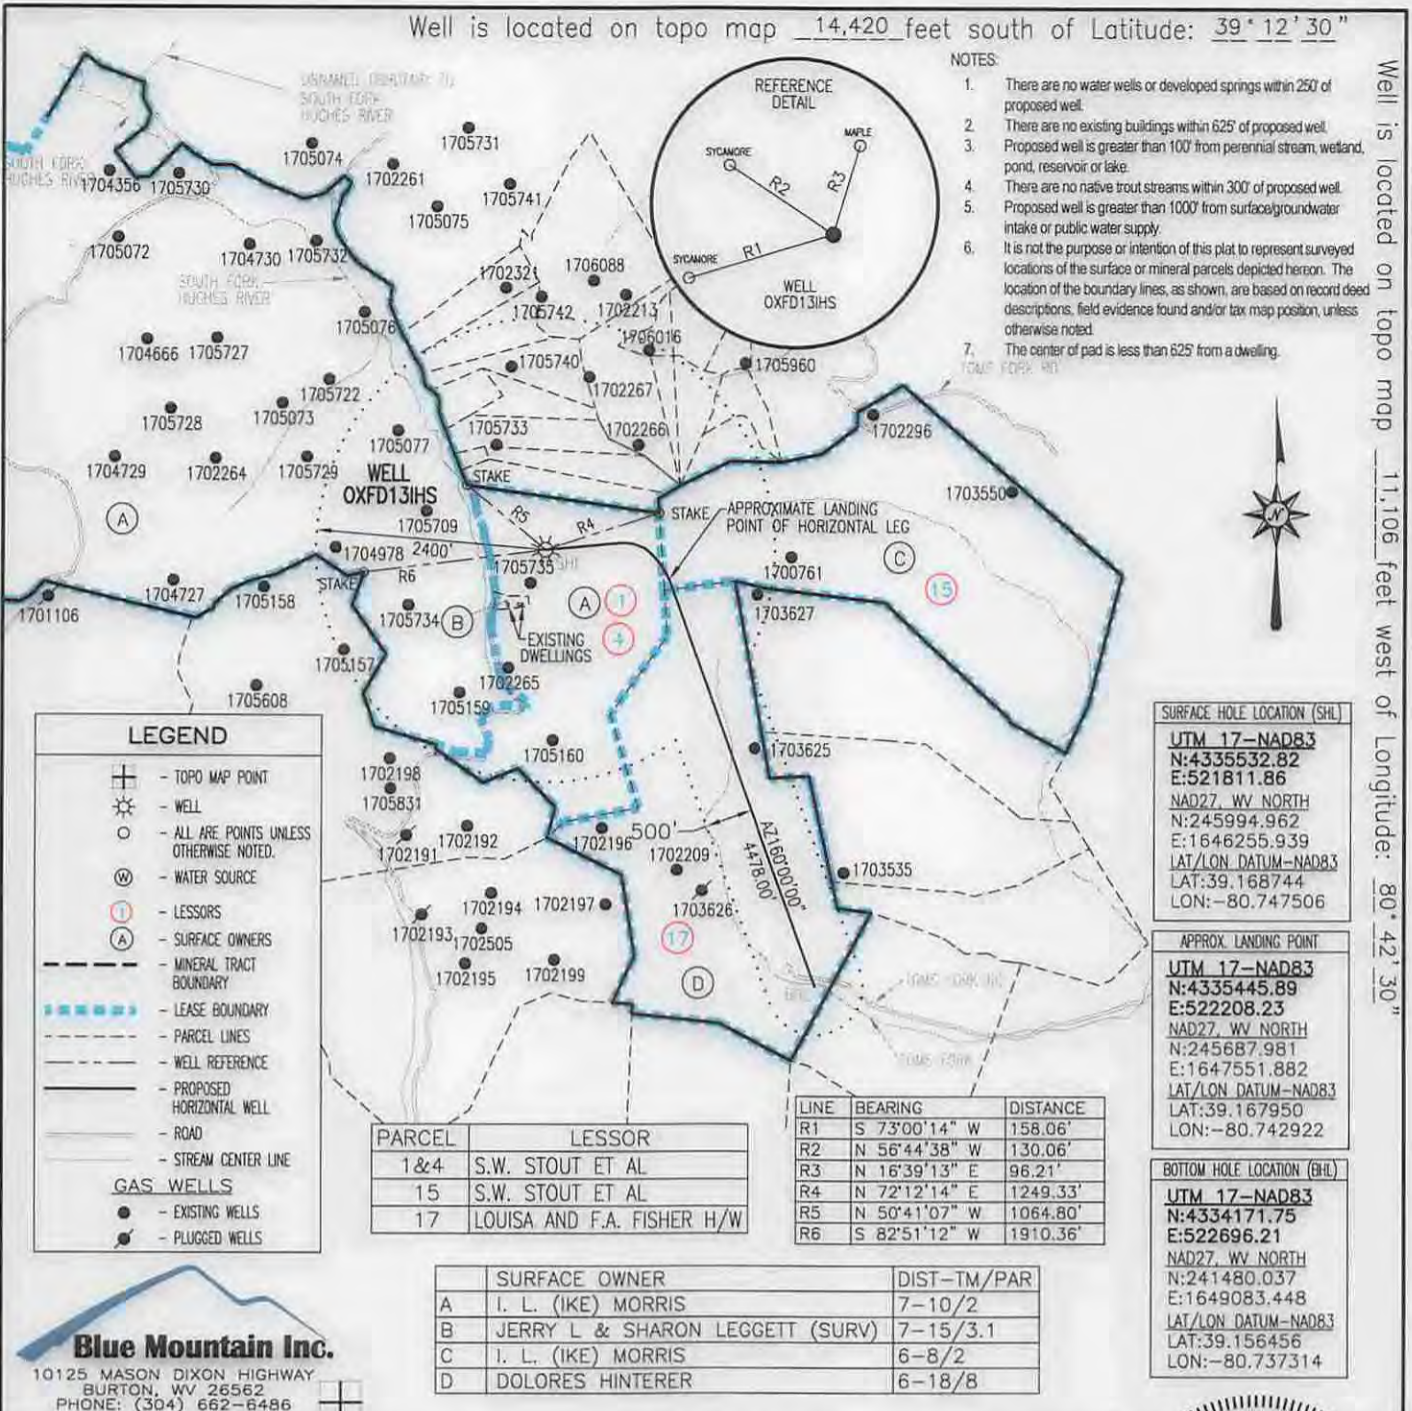 Well is located on topo map 14,420 feet south of Latitude: 39° 12' 30"
Well is located on topo map 11,106 feet west of Longitude: 80° 42' 30"
NOTES:
1. There are no water wells or developed springs within 250' of
proposed well.
2. There are no existing buildings within 625' of proposed well.
3. Proposed well is greater than 100' from perennial stream, wetland,
pond, reservoir or lake.
4. There are no native trout streams within 300' of proposed well.
5. Proposed well is greater than 1000' from surface/groundwater
intake or public water supply.
6. It is not the purpose or intention of this plat to represent surveyed
locations of the surface or mineral parcels depicted hereon. The
location of the boundary lines, as shown, are based on record deed
descriptions, field evidence found and/or tax map position, unless
otherwise noted.
7. The center of pad is less than 625' from a dwelling.
REFERENCE
DETAIL
MAPLE
SYCAMORE
R2
R3
SYCAMORE
R1
WELL
OXFD13IHS
UNNAMED TRIBUTARY TO
SOUTH FORK
HUGHES RIVER
SOUTH FORK
HUGHES RIVER
1705731
1705074
1702261
1704356
1705730
1705741
1705075
1705072
1704730
1705732
SOUTH FORK
HUGHES RIVER
1702321
1706088
1705742
1702213
1705076
1706016
1704666
1705727
1705740
1705960
TOMS FORK RD
1705722
1702267
1705728
1705073
1705077
1705733
1702266
1702296
1704729
1702264
1705729
WELL
OXFD13IHS
STAKE
1703550
A
1705709
R5
R4
STAKE
APPROXIMATE LANDING
POINT OF HORIZONTAL LEG
C
1704978
2400'
STAKE
R6
1705735
SHL
1700761
15
1701106
1704727
1705158
1705734
B
A
1
4
1703627
EXISTING
DWELLINGS
1705157
1702265
1705608
1705159
1705160
1703625
1702198
1705831
1702191
1702192
1702196
500'
1702209
AZ160°00'00"
4478.00'
1703535
1702194
1702197
1703626
1702193
1702505
17
1702195
1702199
D
BHL
TOMS FORK RD
TOMS FORK
N
LEGEND
- TOPO MAP POINT
- WELL
- ALL ARE POINTS UNLESS
OTHERWISE NOTED.
W - WATER SOURCE
1 - LESSORS
A - SURFACE OWNERS
- MINERAL TRACT
BOUNDARY
- LEASE BOUNDARY
- PARCEL LINES
- WELL REFERENCE
- PROPOSED
HORIZONTAL WELL
- ROAD
- STREAM CENTER LINE
GAS WELLS
- EXISTING WELLS
- PLUGGED WELLS
SURFACE HOLE LOCATION (SHL)
UTM 17-NAD83
N:4335532.82
E:521811.86
NAD27, WV NORTH
N:245994.962
E:1646255.939
LAT/LON DATUM-NAD83
LAT:39.168744
LON:-80.747506
APPROX. LANDING POINT
UTM 17-NAD83
N:4335445.89
E:522208.23
NAD27, WV NORTH
N:245687.981
E:1647551.882
LAT/LON DATUM-NAD83
LAT:39.167950
LON:-80.742922
BOTTOM HOLE LOCATION (BHL)
UTM 17-NAD83
N:4334171.75
E:522696.21
NAD27, WV NORTH
N:241480.037
E:1649083.448
LAT/LON DATUM-NAD83
LAT:39.156456
LON:-80.737314
PARCEL LESSOR
1&4 S.W. STOUT ET AL
15 S.W. STOUT ET AL
17 LOUISA AND F.A. FISHER H/W
LINE BEARING DISTANCE
R1 S 73°00'14" W 158.06'
R2 N 56°44'38" W 130.06'
R3 N 16°39'13" E 96.21'
R4 N 72°12'14" E 1249.33'
R5 N 50°41'07" W 1064.80'
R6 S 82°51'12" W 1910.36'
SURFACE OWNER DIST-TM/PAR
A I. L. (IKE) MORRIS 7-10/2
B JERRY L & SHARON LEGGETT (SURV) 7-15/3.1
C I. L. (IKE) MORRIS 6-8/2
D DOLORES HINTERER 6-18/8
Blue Mountain Inc.
10125 MASON DIXON HIGHWAY
BURTON, WV 26562
PHONE: (304) 662-6486